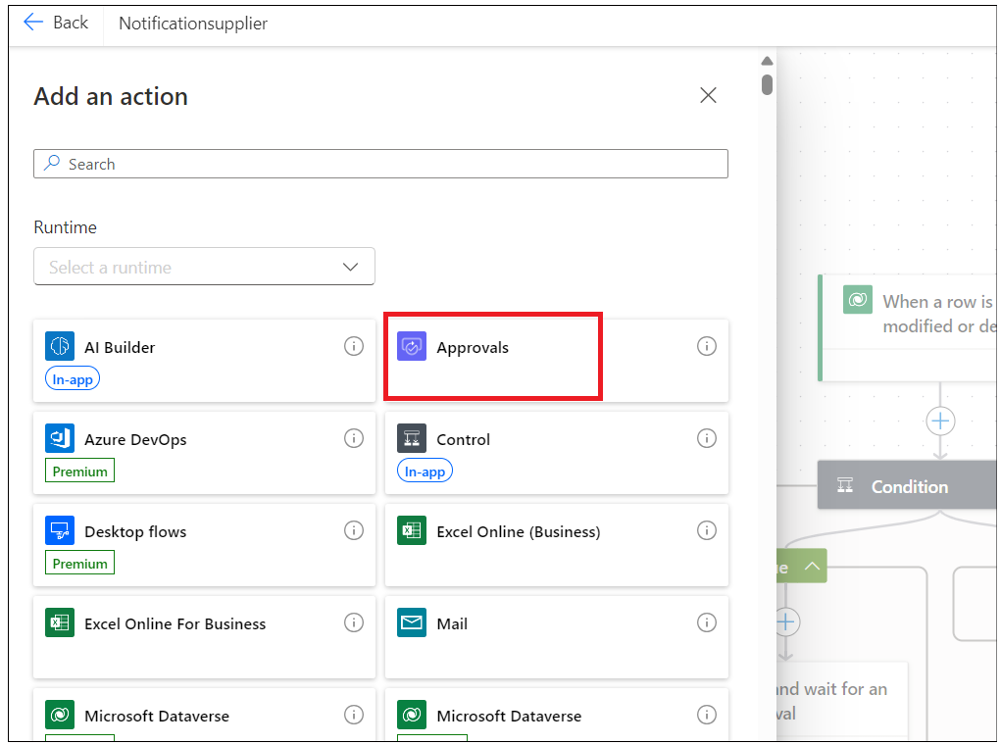 Back
Notificationsupplier
Add an action
Search
Runtime
Select a runtime
AI Builder
In-app
Approvals
Azure DevOps
Premium
Control
In-app
Desktop flows
Premium
Excel Online (Business)
Excel Online For Business
Mail
Microsoft Dataverse
Microsoft Dataverse
When a row is
modified or de
Condition
ue
and wait for an
val